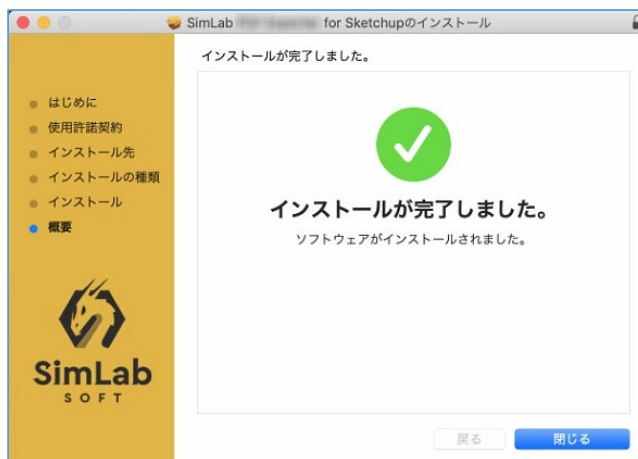 SimLab for Sketchupのインストール
インストールが完了しました。
はじめに
使用許諾契約
インストール先
インストールの種類
インストール
概要
インストールが完了しました。
ソフトウェアがインストールされました。
SimLab
SOFT
戻る
閉じる